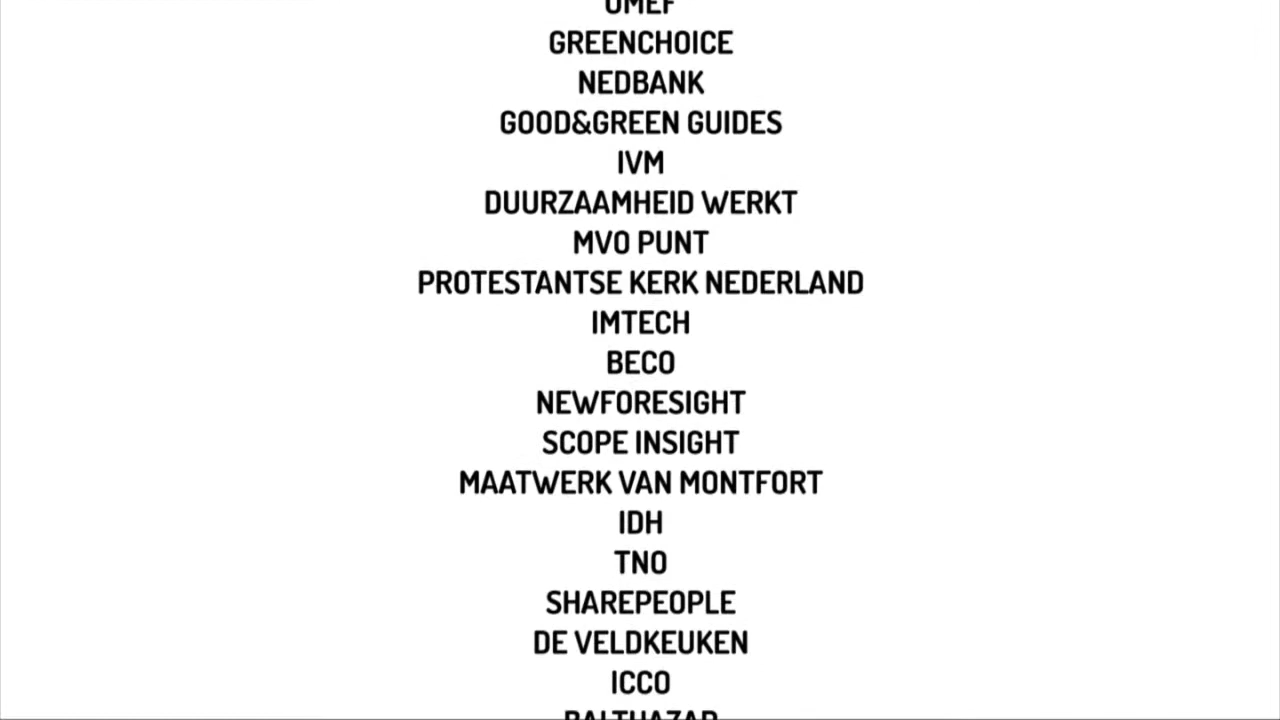 GREENCHOICE
NEDBANK
GOOD&GREEN GUIDES
IVM
DUURZAAMHEID WERKT
MVO PUNT
PROTESTANTSE KERK NEDERLAND
IMTECH
BECO
NEWFORESIGHT
SCOPE INSIGHT
MAATWERK VAN MONTFORT
IDH
TNO
SHAREPEOPLE
DE VELDKEUKEN
ICCO